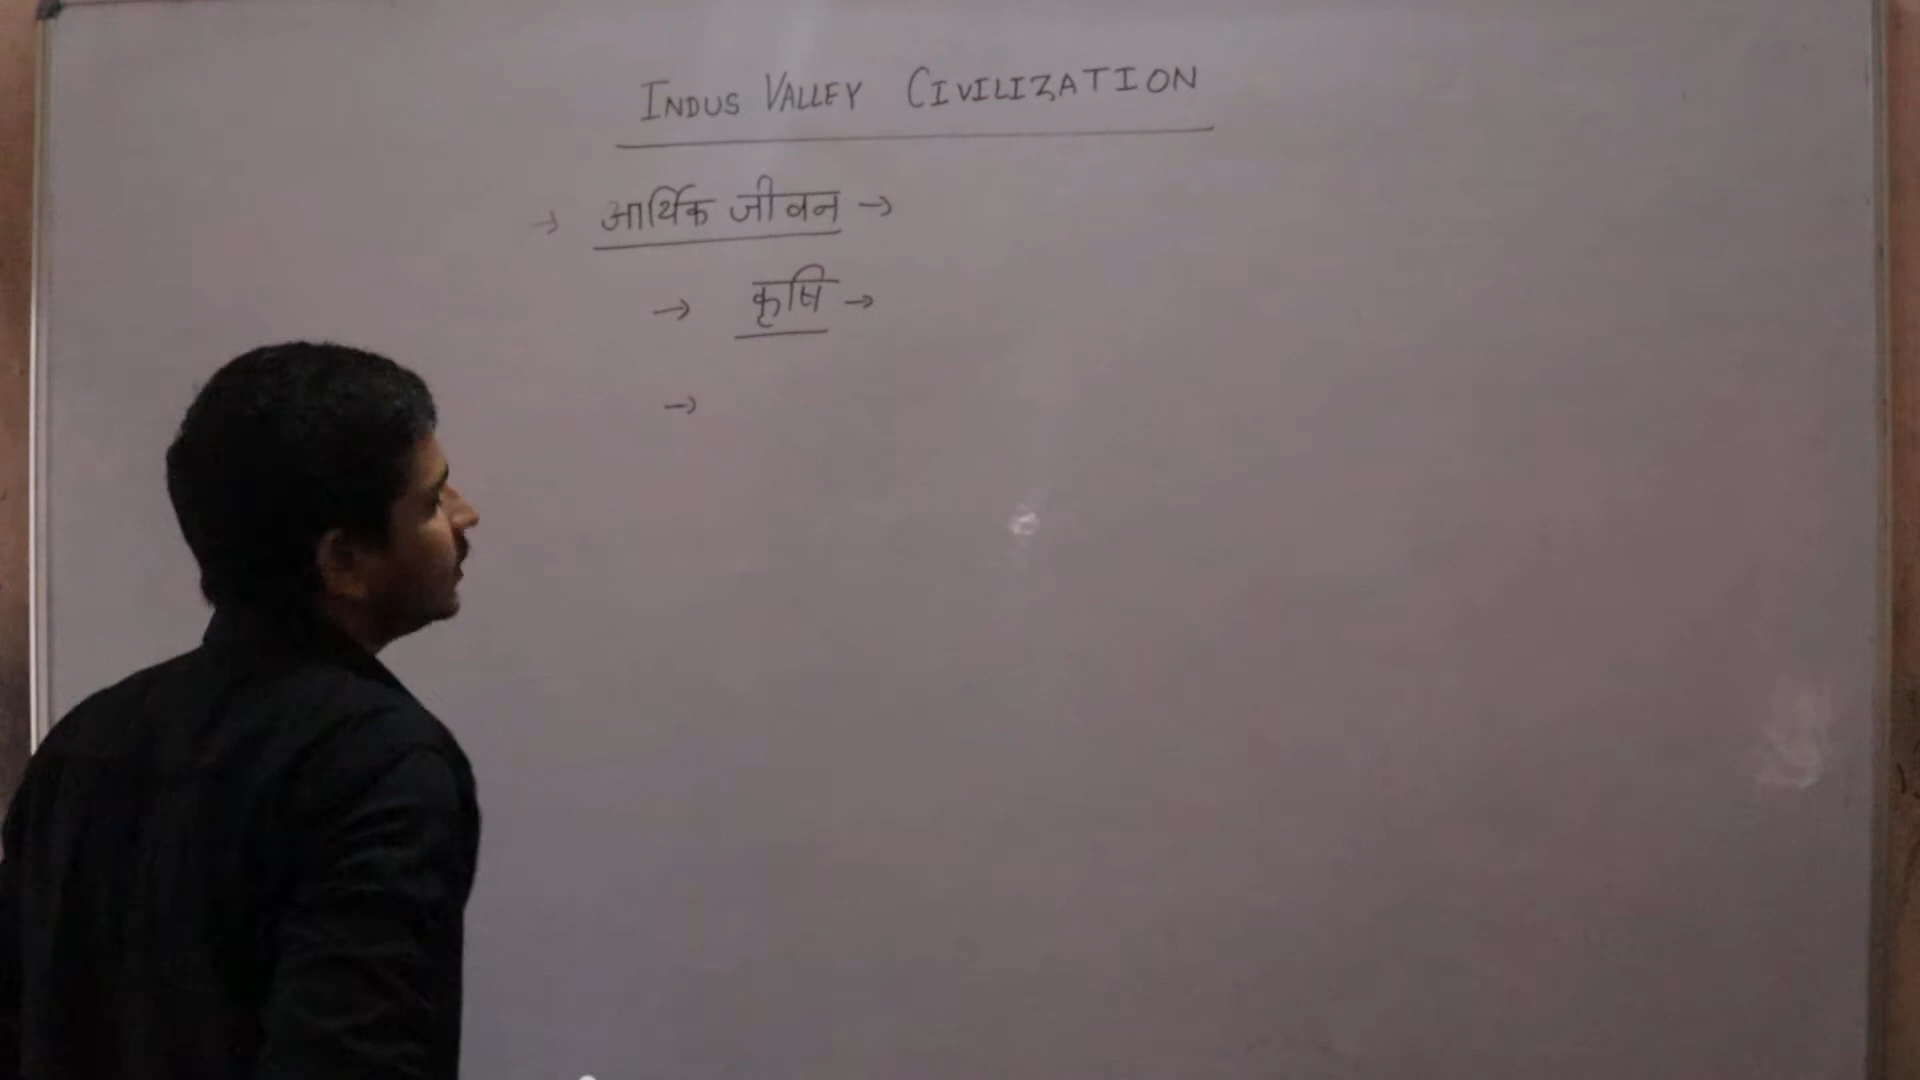 INDUS VALLEY CIVILIZATION
→ आर्थिक जीवन →
→ कृषि →
→